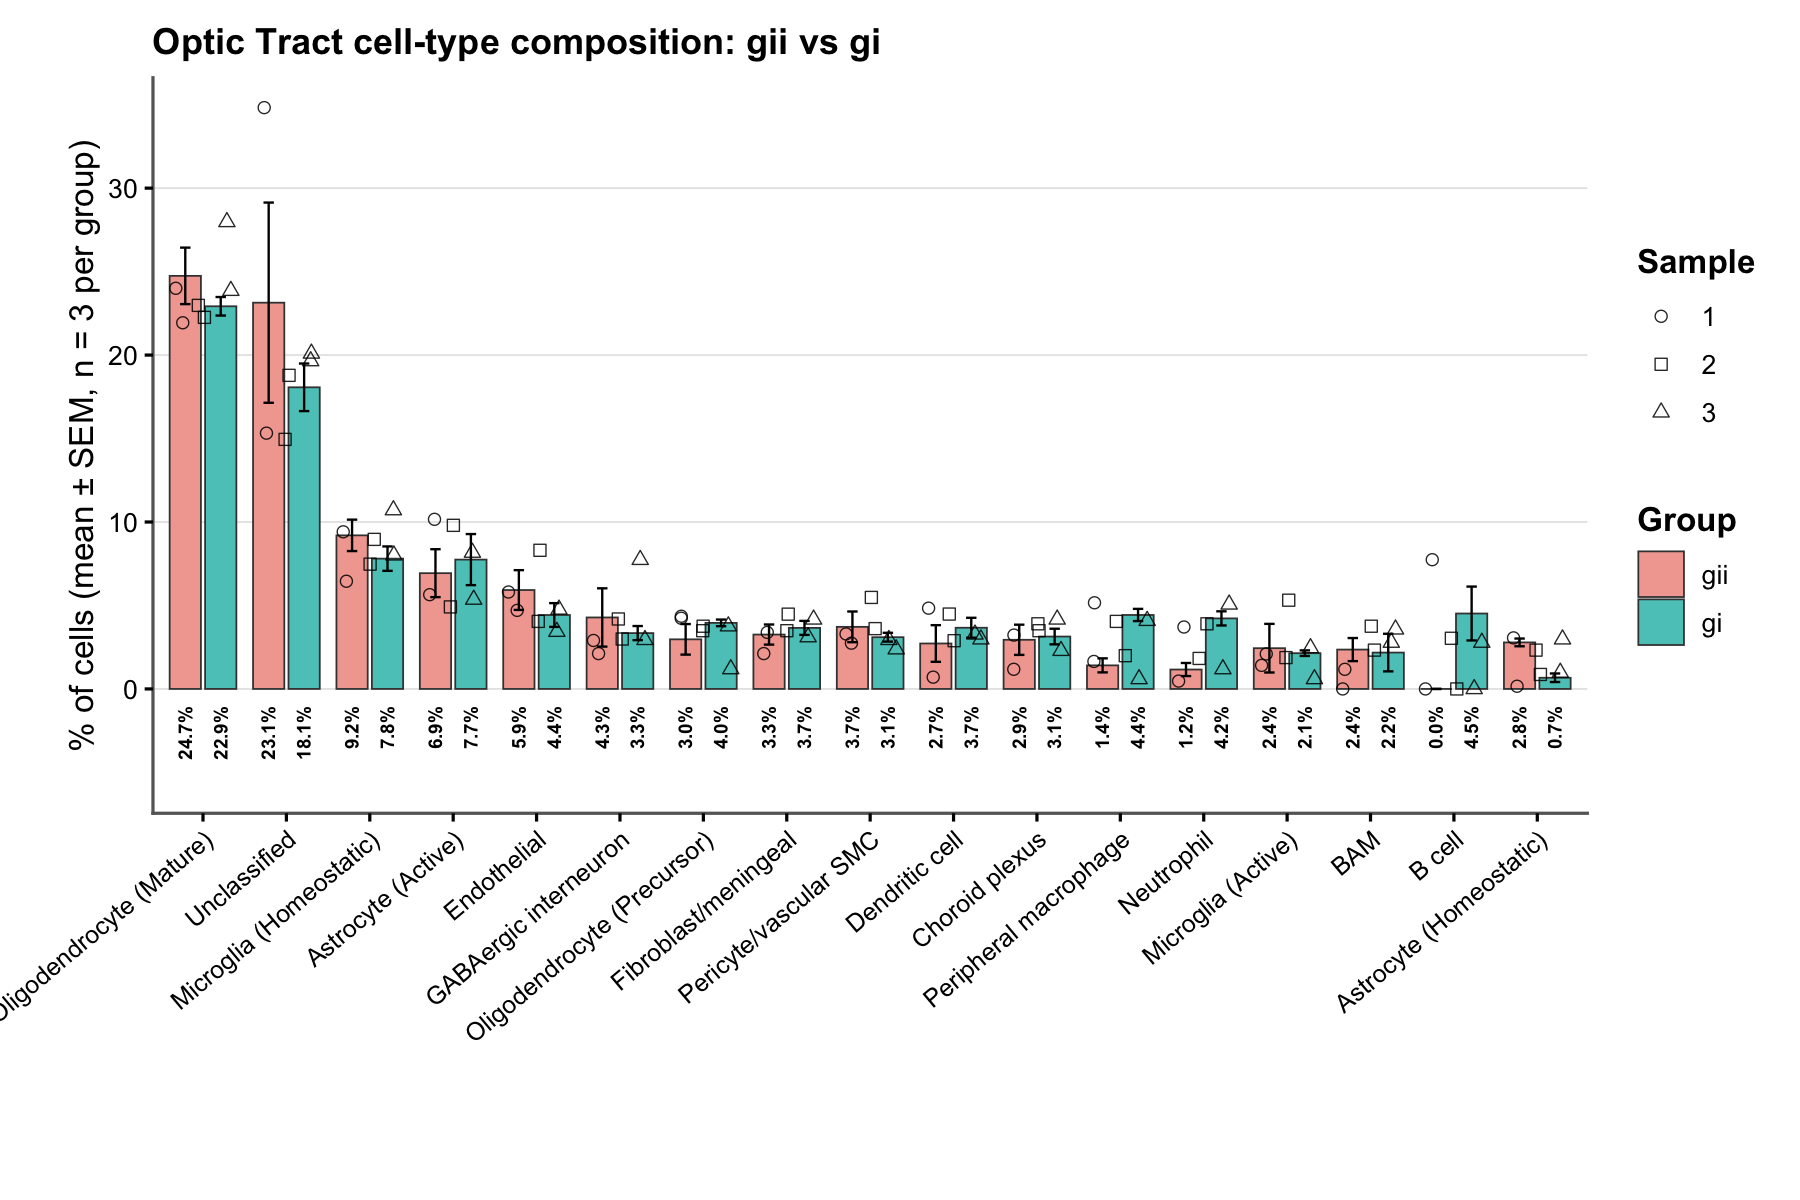 Optic Tract cell-type composition: gii vs gi
% of cells (mean ± SEM, n = 3 per group)
30
20
10
0
24.7%
22.9%
23.1%
18.1%
9.2%
7.8%
6.9%
7.7%
5.9%
4.4%
4.3%
3.3%
3.0%
4.0%
3.3%
3.7%
3.7%
3.1%
2.7%
3.7%
2.9%
3.1%
1.4%
4.4%
1.2%
4.2%
2.4%
2.1%
2.4%
2.2%
0.0%
4.5%
2.8%
0.7%
Oligodendrocyte (Mature)
Unclassified
Microglia (Homeostatic)
Astrocyte (Active)
Endothelial
GABAergic interneuron
Oligodendrocyte (Precursor)
Fibroblast/meningeal
Pericyte/vascular SMC
Dendritic cell
Choroid plexus
Peripheral macrophage
Neutrophil
Microglia (Active)
BAM
B cell
Astrocyte (Homeostatic)
Sample
1
2
3
Group
gii
gi